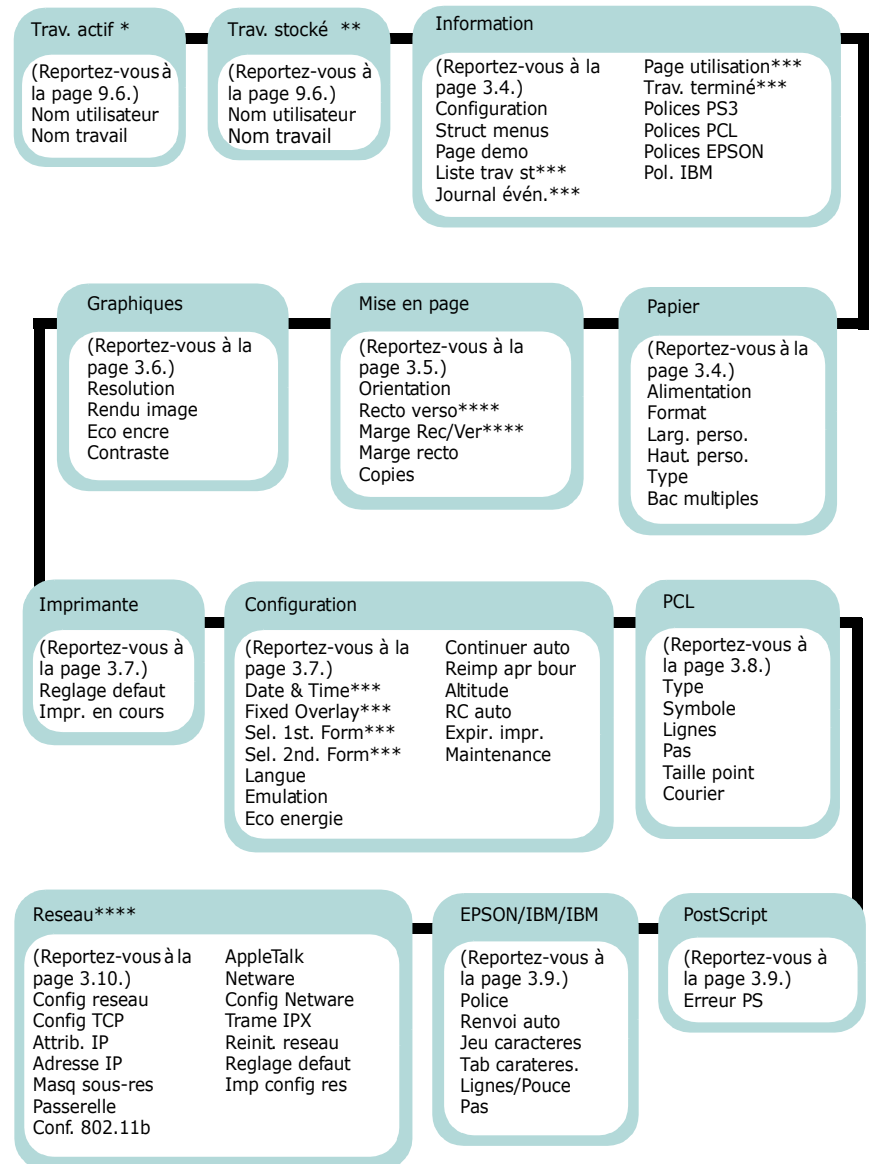 Trav. actif *
(Reportez-vous à
la page 9.6.)
Nom utilisateur
Nom travail
Trav. stocké **
(Reportez-vous à
la page 9.6.)
Nom utilisateur
Nom travail
Information
(Reportez-vous à la
page 3.4.)
Configuration
Struct menus
Page demo
Liste trav st***
Journal évén.***
Page utilisation***
Trav. terminé***
Polices PS3
Polices PCL
Polices EPSON
Pol. IBM
Graphiques
(Reportez-vous à la
page 3.6.)
Resolution
Rendu image
Eco encre
Contraste
Mise en page
(Reportez-vous à la
page 3.5.)
Orientation
Recto verso****
Marge Rec/Ver****
Marge recto
Copies
Papier
(Reportez-vous à la
page 3.4.)
Alimentation
Format
Larg. perso.
Haut. perso.
Type
Bac multiples
Imprimante
(Reportez-vous à
la page 3.7.)
Reglage defaut
Impr. en cours
Configuration
(Reportez-vous à la
page 3.7.)
Date & Time***
Fixed Overlay***
Sel. 1st. Form***
Sel. 2nd. Form***
Langue
Emulation
Eco energie
Continuer auto
Reimp apr bour
Altitude
RC auto
Expir. impr.
Maintenance
PCL
(Reportez-vous à
la page 3.8.)
Type
Symbole
Lignes
Pas
Taille point
Courier
Reseau****
(Reportez-vous à la
page 3.10.)
Config reseau
Config TCP
Attrib. IP
Adresse IP
Masq sous-res
Passerelle
Conf. 802.11b
AppleTalk
Netware
Config Netware
Trame IPX
Reinit. reseau
Reglage defaut
Imp config res
EPSON/IBM/IBM
(Reportez-vous à
la page 3.9.)
Police
Renvoi auto
Jeu caracteres
Tab carateres.
Lignes/Pouce
Pas
PostScript
(Reportez-vous à
la page 3.9.)
Erreur PS